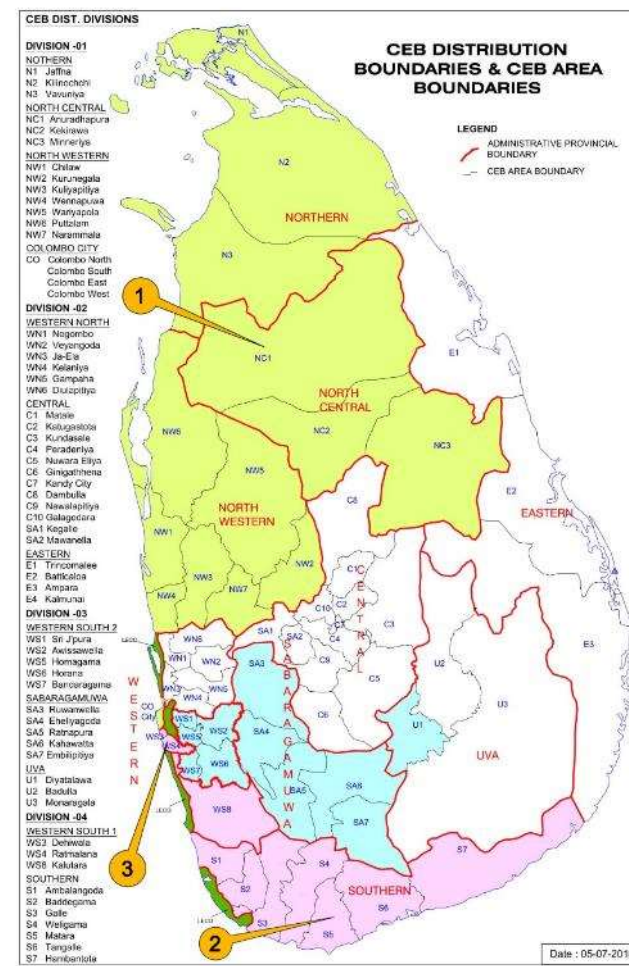 CEB DIST. DIVISIONS
DIVISION -01
NOTHERN
N1 Jaffna
N2 Kilinochchi
N3 Vavuniya
NORTH CENTRAL
NC1 Anuradhapura
NC2 Kekirawa
NC3 Minneriya
NORTH WESTERN
NW1 Chilaw
NW2 Kurunegala
NW3 Kuliyapitiya
NW4 Wennapuwa
NW5 Wariyapola
NW6 Puttalam
NW7 Narammala
COLOMBO CITY
CO Colombo North
Colombo South
Colombo East
Colombo West
DIVISION -02
WESTERN NORTH
WN1 Negombo
WN2 Veyangoda
WN3 Ja-Ela
WN4 Kelaniya
WN5 Gampaha
WN6 Divlapitiya
CENTRAL
C1 Matale
C2 Katugastota
C3 Kundasale
C4 Peradeniya
C5 Nuwara Eliya
C6 Ginigathhena
C7 Kandy City
C8 Dambulla
C9 Nawalapitiya
C10 Galagedara
SA1 Kegalle
SA2 Mawanella
EASTERN
E1 Trincomalee
E2 Batticaloa
E3 Ampara
E4 Kalmunai
DIVISION -03
WESTERN SOUTH 2
WS1 Sri J'pura
WS2 Awissawella
WS5 Homagama
WS6 Horana
WS7 Bandaragama
SABARAGAMUWA
SA3 Ruwanwella
SA4 Eheliyagoda
SA5 Ratnapura
SA6 Kahawatta
SA7 Embilipitiya
UVA
U1 Diyatalawa
U2 Badulla
U3 Monaragala
DIVISION -04
WESTERN SOUTH 1
WS3 Dehiwala
WS4 Ratmalana
WS8 Kalutara
SOUTHERN
S1 Ambalangoda
S2 Baddegama
S3 Galle
S4 Weligama
S5 Matara
S6 Tangalle
S7 Hambantota
CEB DISTRIBUTION
BOUNDARIES & CEB AREA
BOUNDARIES
LEGEND
ADMINISTRATIVE PROVINCIAL
BOUNDARY
CEB AREA BOUNDARY
N1
N2
NORTHERN
N3
1
NC1
E1
NORTH
CENTRAL
NC2
NC3
NW6
NW5
E2
EASTERN
C8
NORTH
WESTERN
NW1
NW3
NW2
NW4
NW7
C1
C10
C2
C7
C3
C4
CENTRAL
LECO
WN6
SA1
SA2
WN1
WN2
SA3
C9
C5
U2
E3
WN3
WN5
WN4
C6
U3
U1
UVA
WESTERN
SABARAGAMUWA
CO
City
WS1
WS2
SA4
WS3
WS4
WS5
WS7
WS6
SA5
SA6
SA7
LECO
WS8
3
S1
S4
S7
SOUTHERN
S2
LECO
S6
S3
S5
2
Date : 05-07-201